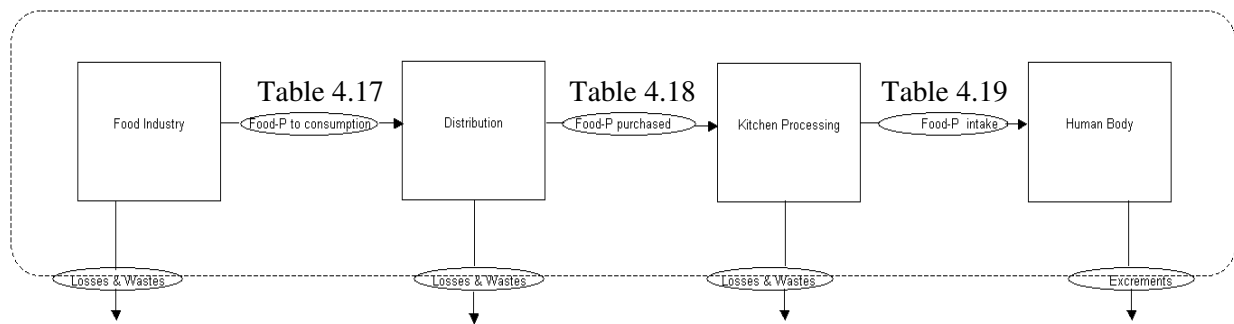 Table 4.17
Table 4.18
Table 4.19
Food Industry
Food-P to consumption
Distribution
Food-P purchased
Kitchen Processing
Food-P intake
Human Body
Losses & Wastes
Losses & Wastes
Losses & Wastes
Excrements